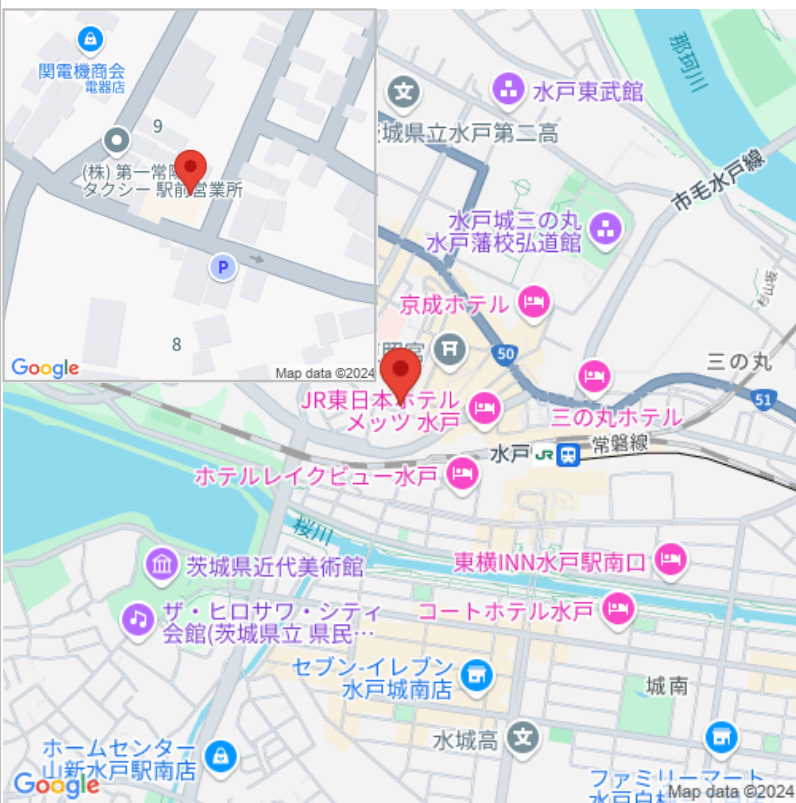 関電機商会
電器店
9
(株) 第一常陽
タクシー 駅前営業所
P
8
Google
Map data ©2024
那珂川
水戸東武館
茨城県立水戸第二高
市毛水戸線
水戸城三の丸
水戸藩校弘道館
杉山坂
京成ホテル
50
三の丸
51
JR東日本ホテル
メッツ 水戸
三の丸ホテル
水戸
JR
常磐線
ホテルレイクビュー水戸
桜川
茨城県近代美術館
東横INN水戸駅南口
ザ・ヒロサワ・シティ
会館(茨城県立 県民…
コートホテル水戸
セブン-イレブン
水戸城南店
城南
水城高
ホームセンター
山新水戸駅南店
ファミリーマート
Google
Map data ©2024